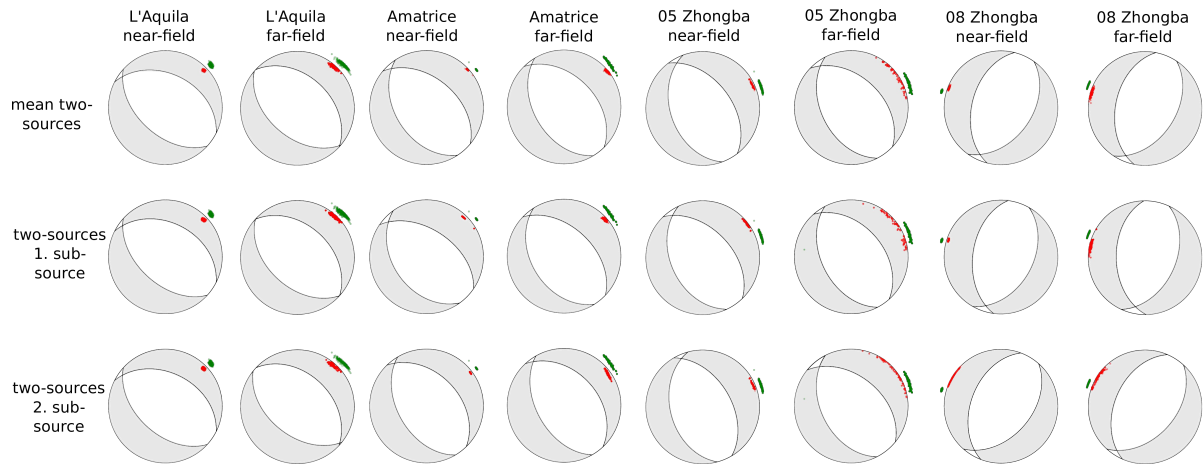 L'Aquila
near-field
L'Aquila
far-field
Amatrice
near-field
Amatrice
far-field
05 Zhongba
near-field
05 Zhongba
far-field
08 Zhongba
near-field
08 Zhongba
far-field
mean two-
sources
two-sources
1. sub-
source
two-sources
2. sub-
source